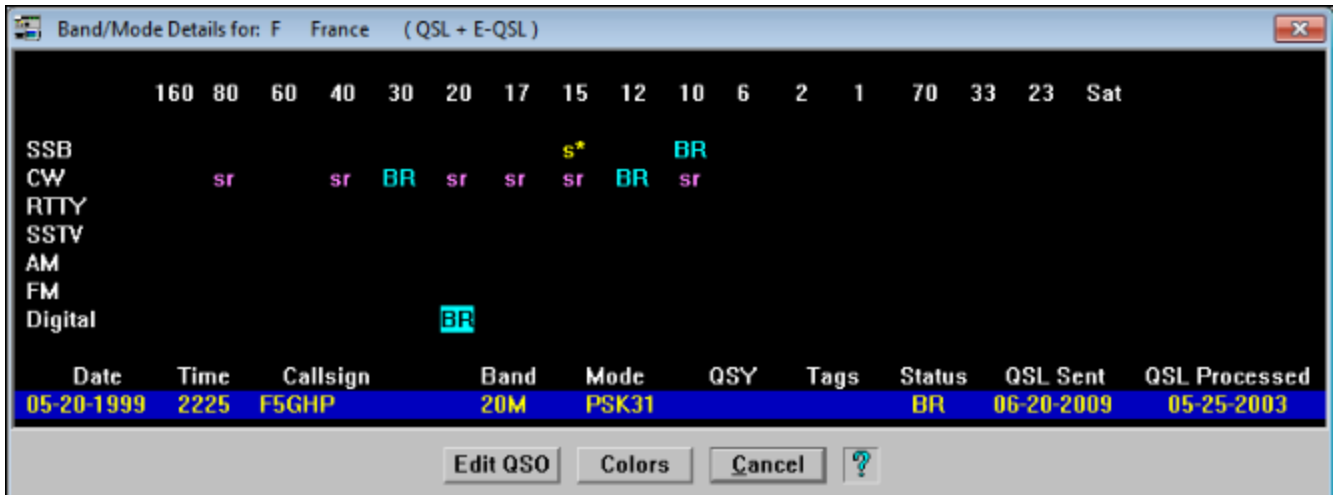 Band/Mode Details for: F France ( QSL + E-QSL )
160 80 60 40 30 20 17 15 12 10 6 2 1 70 33 23 Sat
SSB s* BR
CW sr sr BR sr sr sr BR sr
RTTY
SSTV
AM
FM
Digital BR
Date Time Callsign Band Mode QSY Tags Status QSL Sent QSL Processed
05-20-1999 2225 F5GHP 20M PSK31 BR 06-20-2009 05-25-2003
Edit QSO Colors Cancel ?